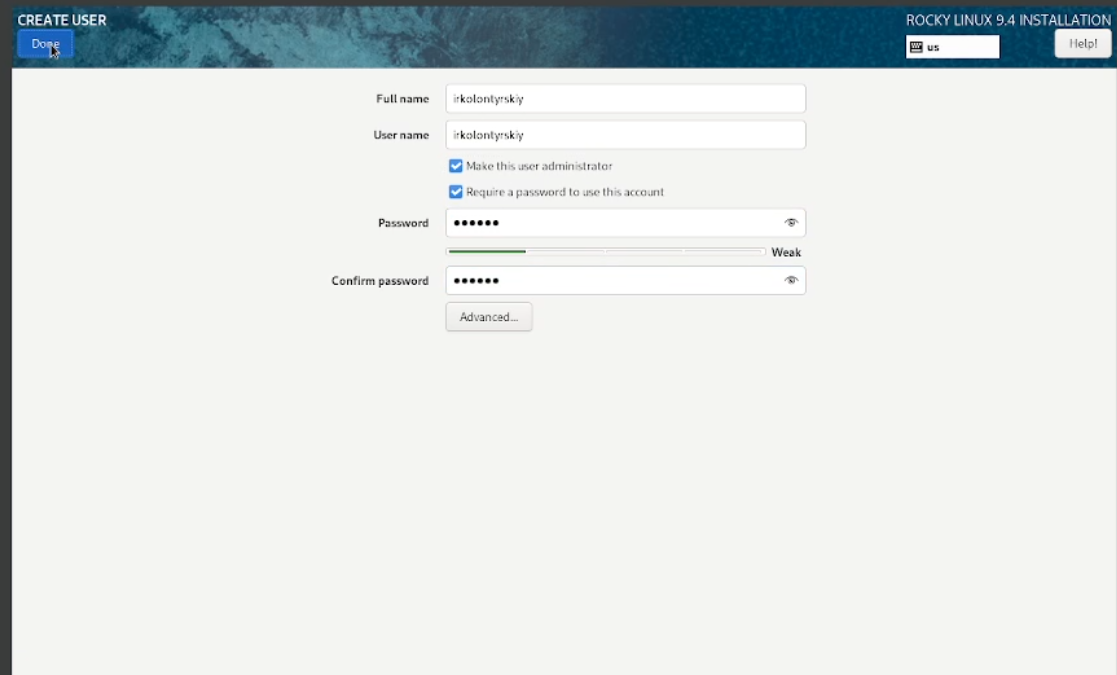 CREATE USER
ROCKY LINUX 9.4 INSTALLATION
Done
us
Help!
Full name
irkolontyrskiy
User name
irkolontyrskiy
Make this user administrator
Require a password to use this account
Password
●●●●●●
Weak
Confirm password
●●●●●●
Advanced...